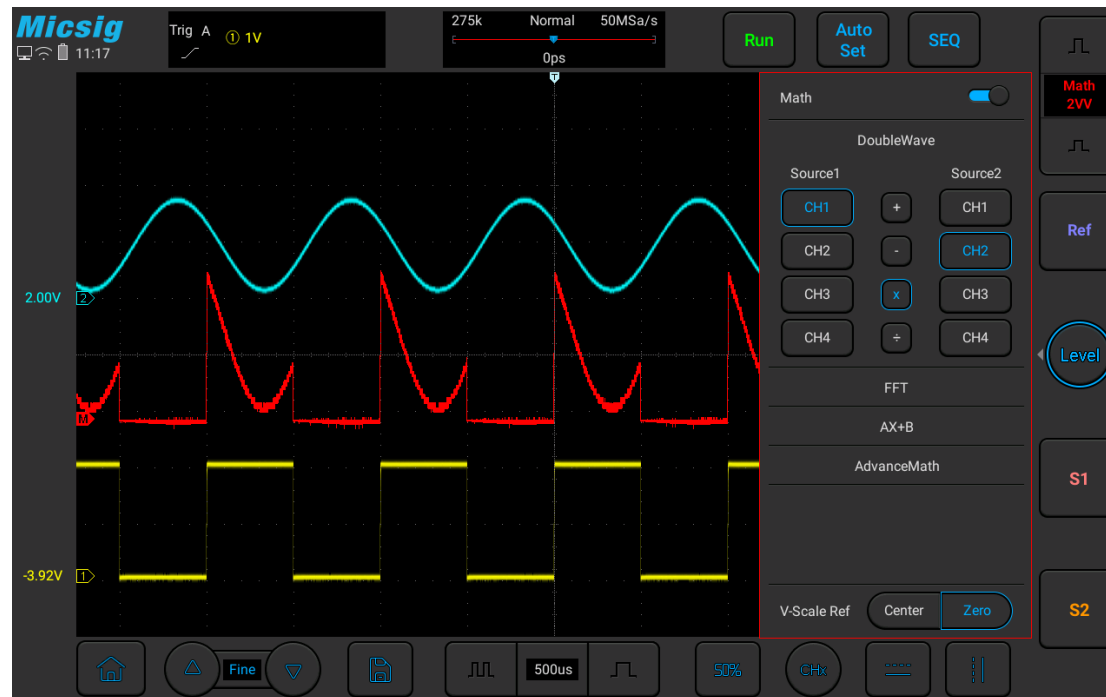 Micsig
11:17
Trig A ① 1V
275k Normal 50MSa/s
0ps
T
Run
Auto
Set
SEQ
Math
2VV
Ref
Level
S1
S2
Math
DoubleWave
Source1 Source2
CH1 + CH1
CH2 - CH2
CH3 x CH3
CH4 ÷ CH4
FFT
AX+B
AdvanceMath
V-Scale Ref Center Zero
2.00V 2
M
-3.92V 1
Fine
500us
50%
CHx